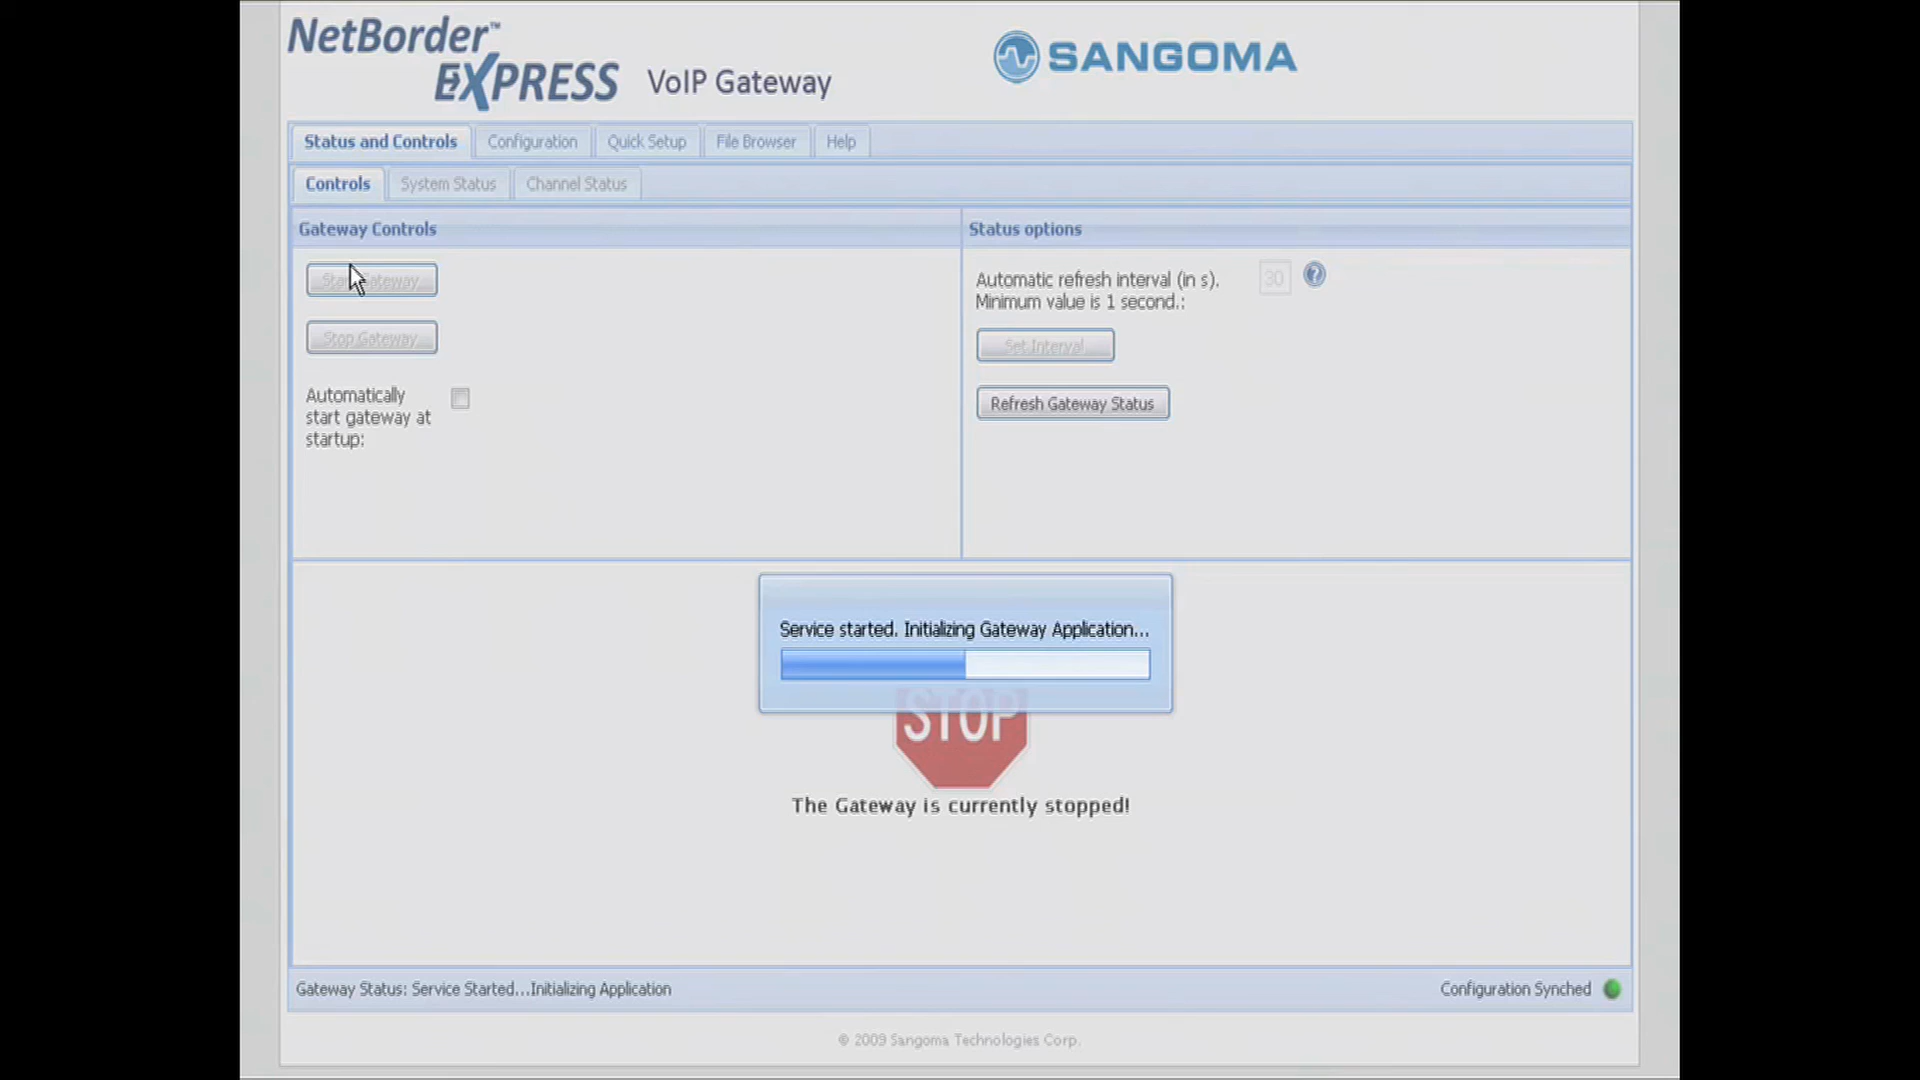 NetBorder™
EXPRESS VoIP Gateway
SANGOMA
Status and Controls Configuration Quick Setup File Browser Help
Controls System Status Channel Status
Gateway Controls
Status options
Start Gateway
Automatic refresh interval (in s).
Minimum value is 1 second.:
30
?
Stop Gateway
Set Interval
Automatically
start gateway at
startup:
Refresh Gateway Status
Service started. Initializing Gateway Application...
STOP
The Gateway is currently stopped!
Gateway Status: Service Started...Initializing Application
Configuration Synched
© 2009 Sangoma Technologies Corp.